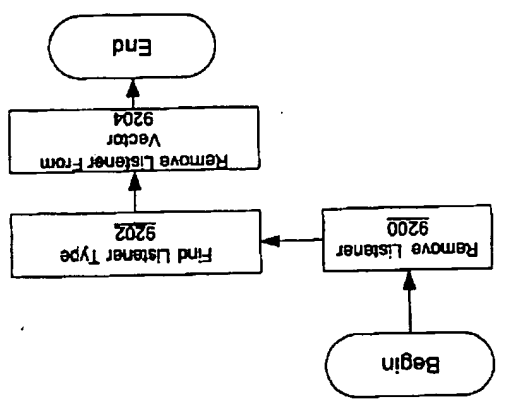 Begin
Remove Listener
9200
Find Listener Type
9202
Remove Listener From
Vector
9204
End